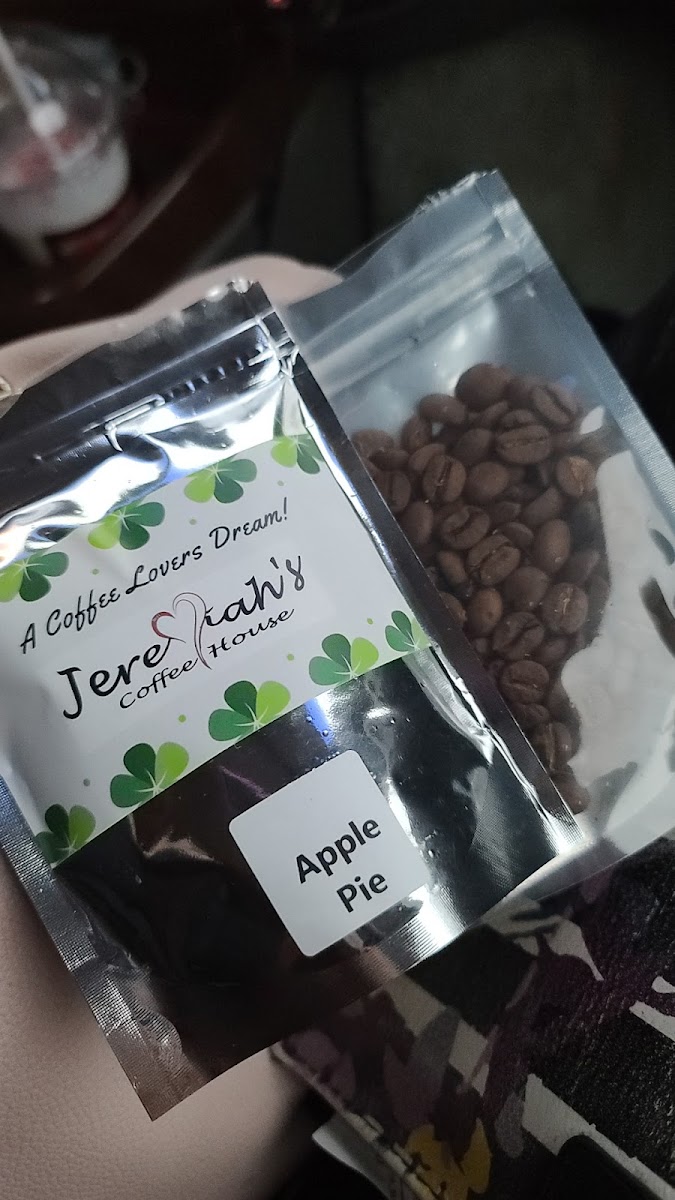 A Coffee Lovers Dream!
Jeremiah's
Coffee House
Apple
Pie